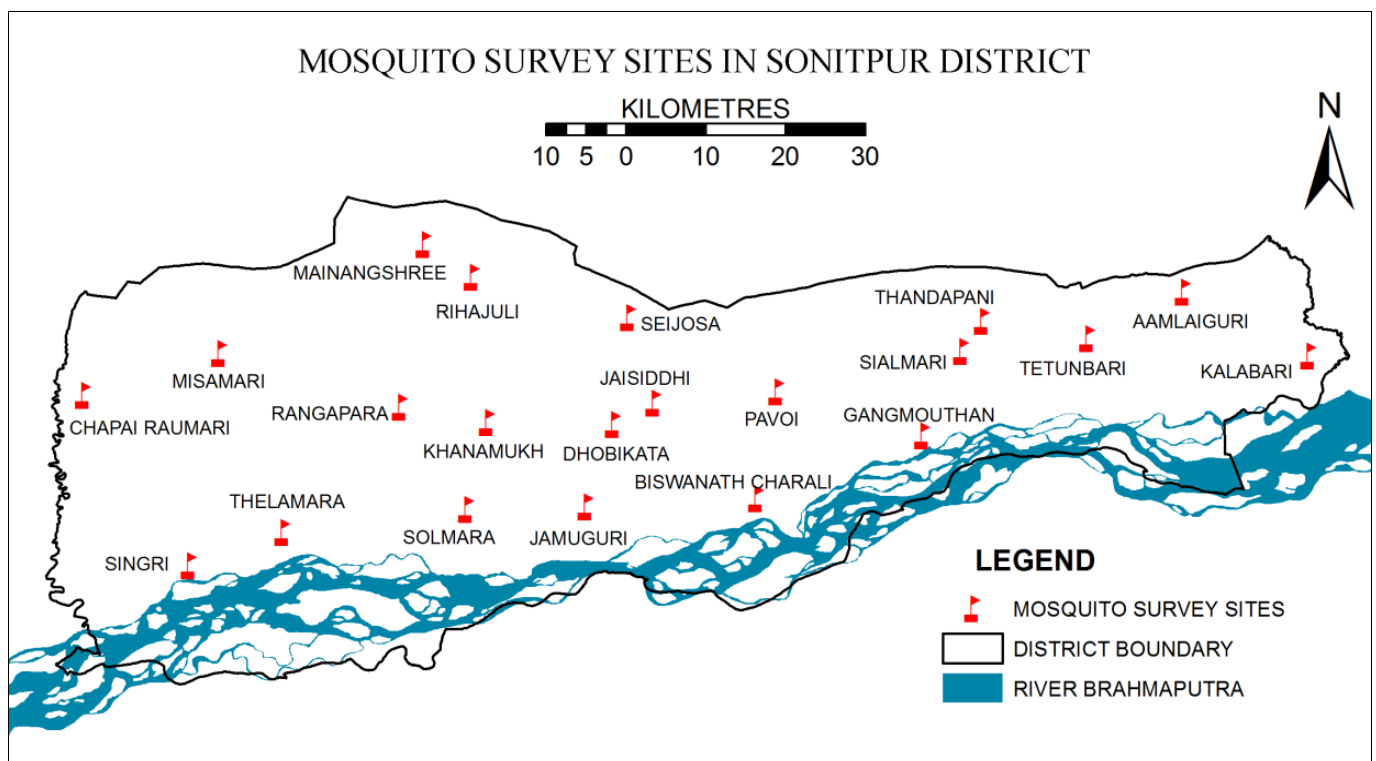 MOSQUITO SURVEY SITES IN SONITPUR DISTRICT
KILOMETRES
10 5 0 10 20 30
N
MAINANGSHREE
RIHAJULI
SEIJOSA
THANDAPANI
AAMLAIGURI
MISAMARI
JAISIDDHI
SIALMARI
TETUNBARI
KALABARI
CHAPAI RAUMARI
RANGAPARA
KHANAMUKH
DHOBIKATA
PAVOI
GANGMOUTHAN
BISWANATH CHARALI
THELAMARA
SOLMARA
JAMUGURI
SINGRI
LEGEND
MOSQUITO SURVEY SITES
DISTRICT BOUNDARY
RIVER BRAHMAPUTRA